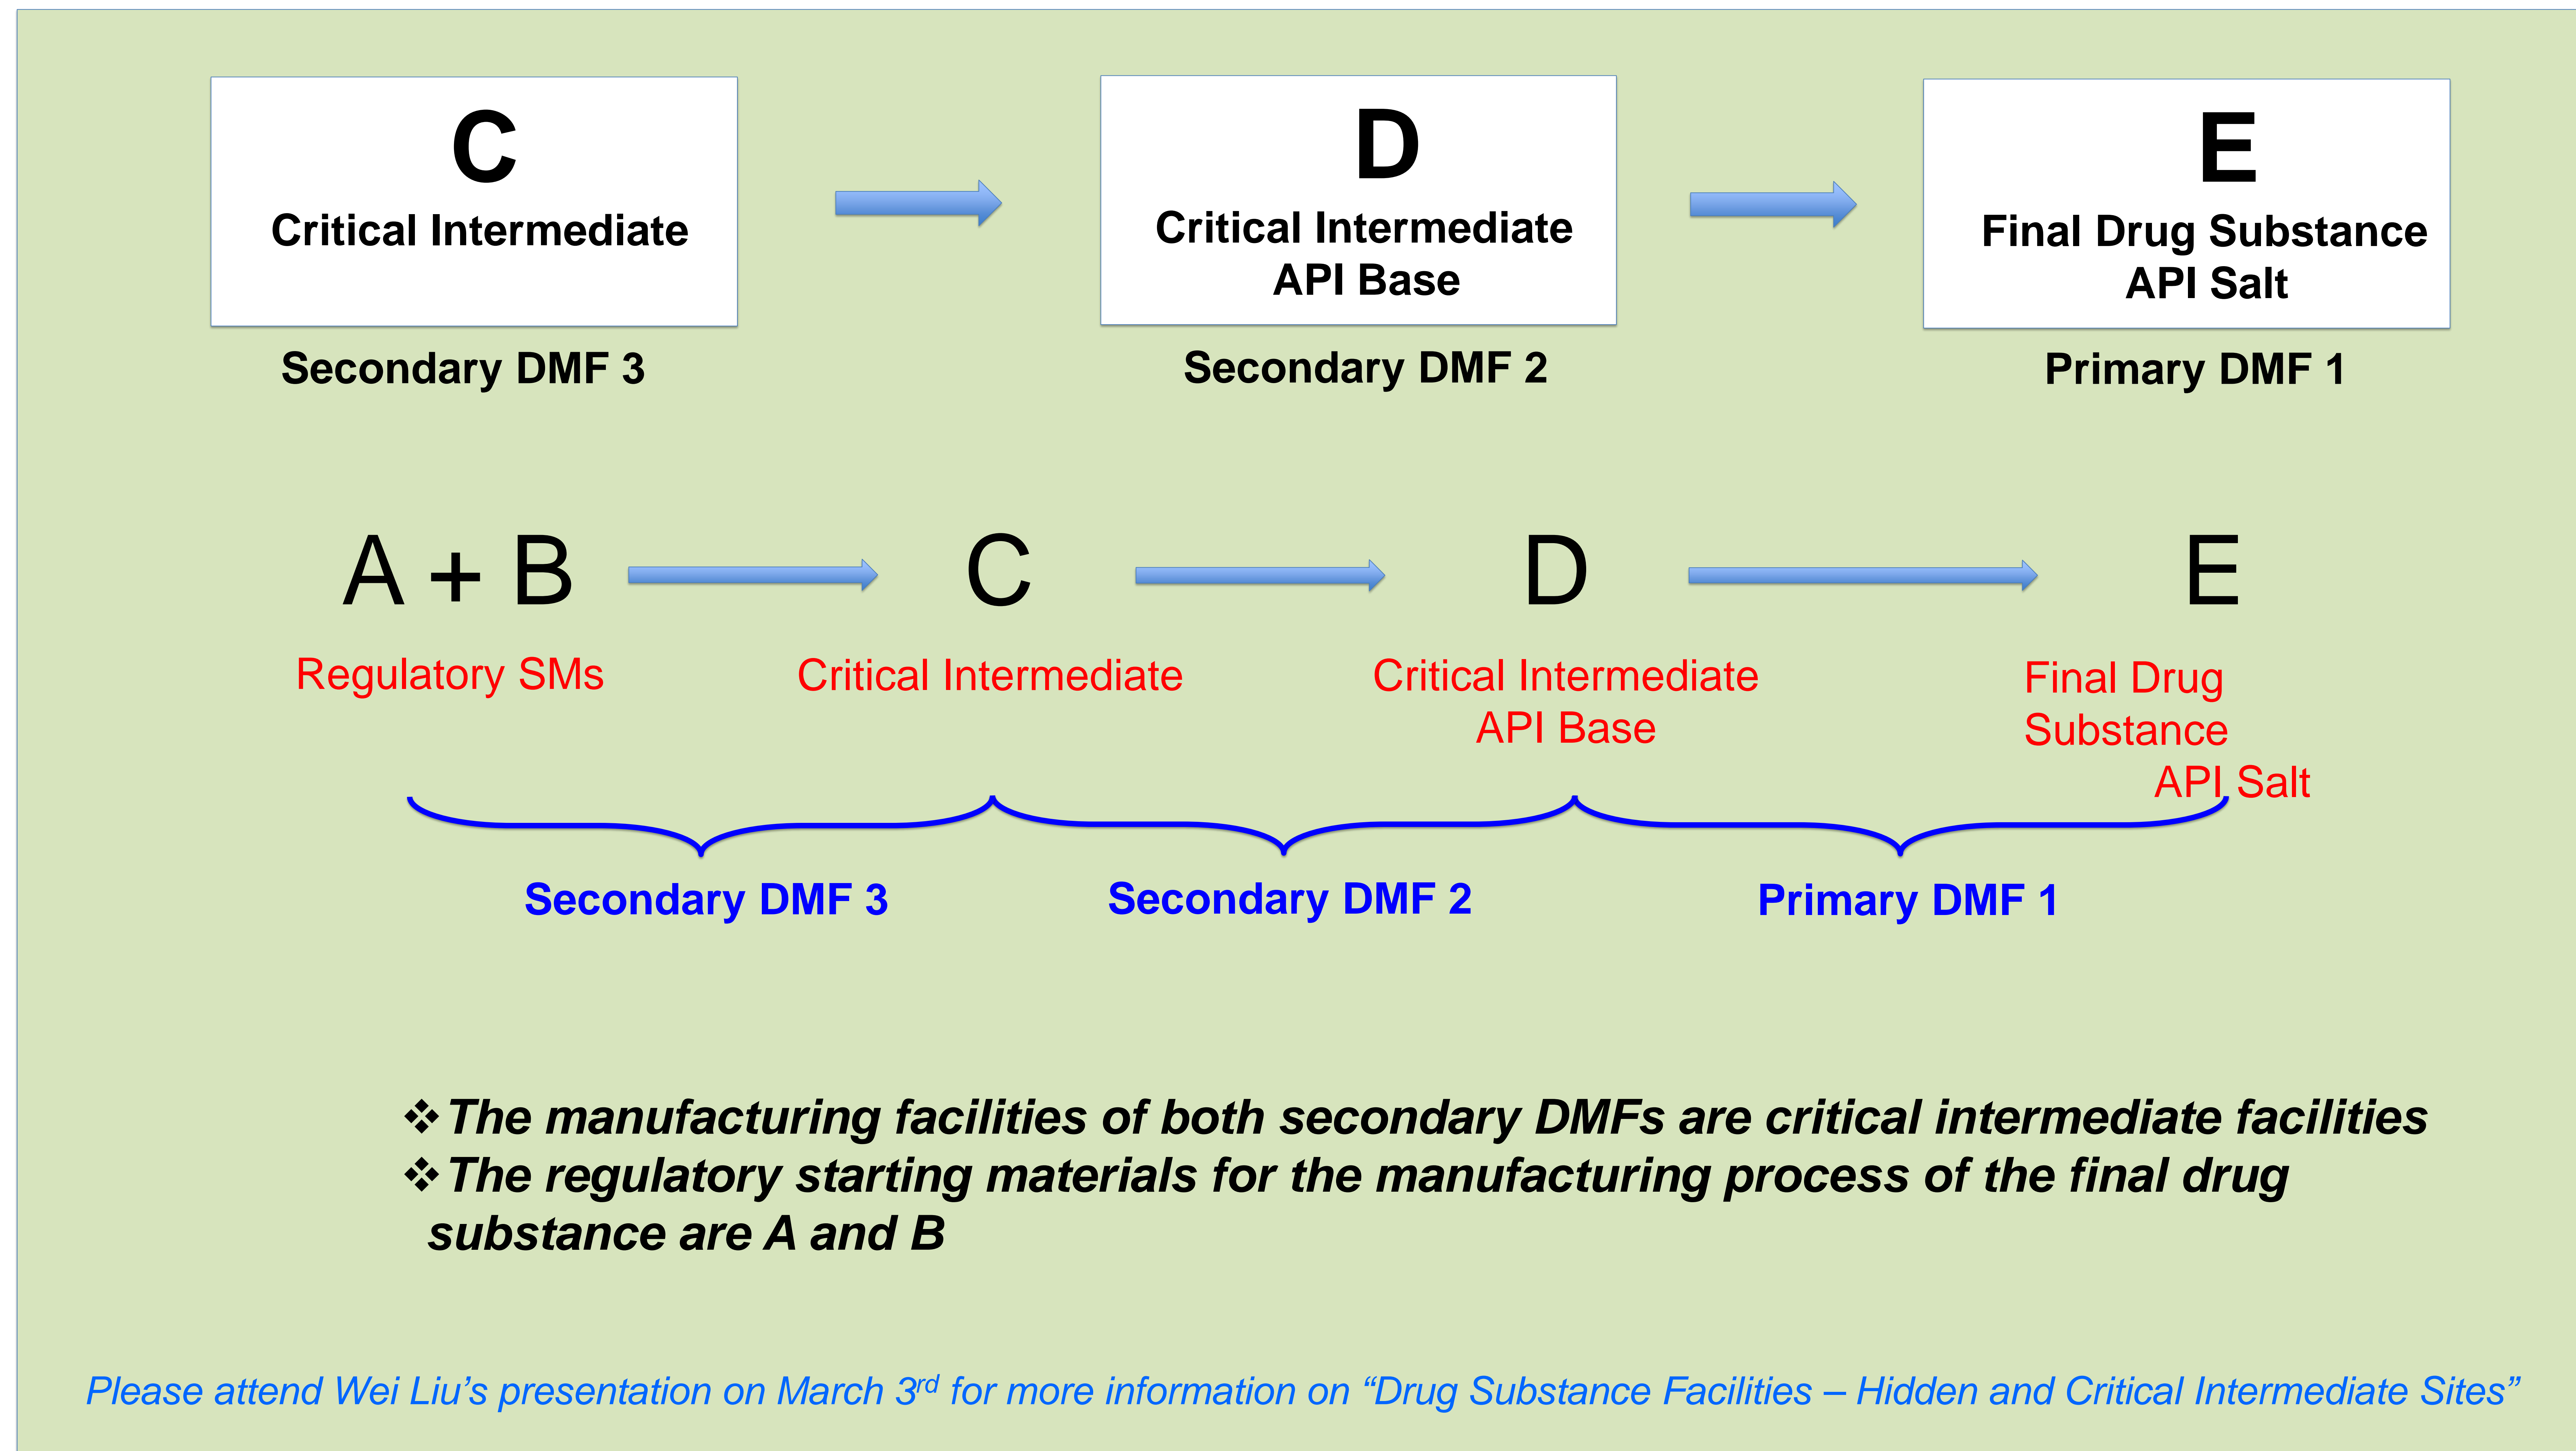 C
Critical Intermediate
Secondary DMF 3
D
Critical Intermediate
API Base
Secondary DMF 2
E
Final Drug Substance
API Salt
Primary DMF 1
A + B
C
D
E
Regulatory SMs
Critical Intermediate
Critical Intermediate
API Base
Final Drug
Substance
API Salt
Secondary DMF 3
Secondary DMF 2
Primary DMF 1
❖The manufacturing facilities of both secondary DMFs are critical intermediate facilities
❖The regulatory starting materials for the manufacturing process of the final drug
substance are A and B
Please attend Wei Liu’s presentation on March 3rd for more information on “Drug Substance Facilities – Hidden and Critical Intermediate Sites”